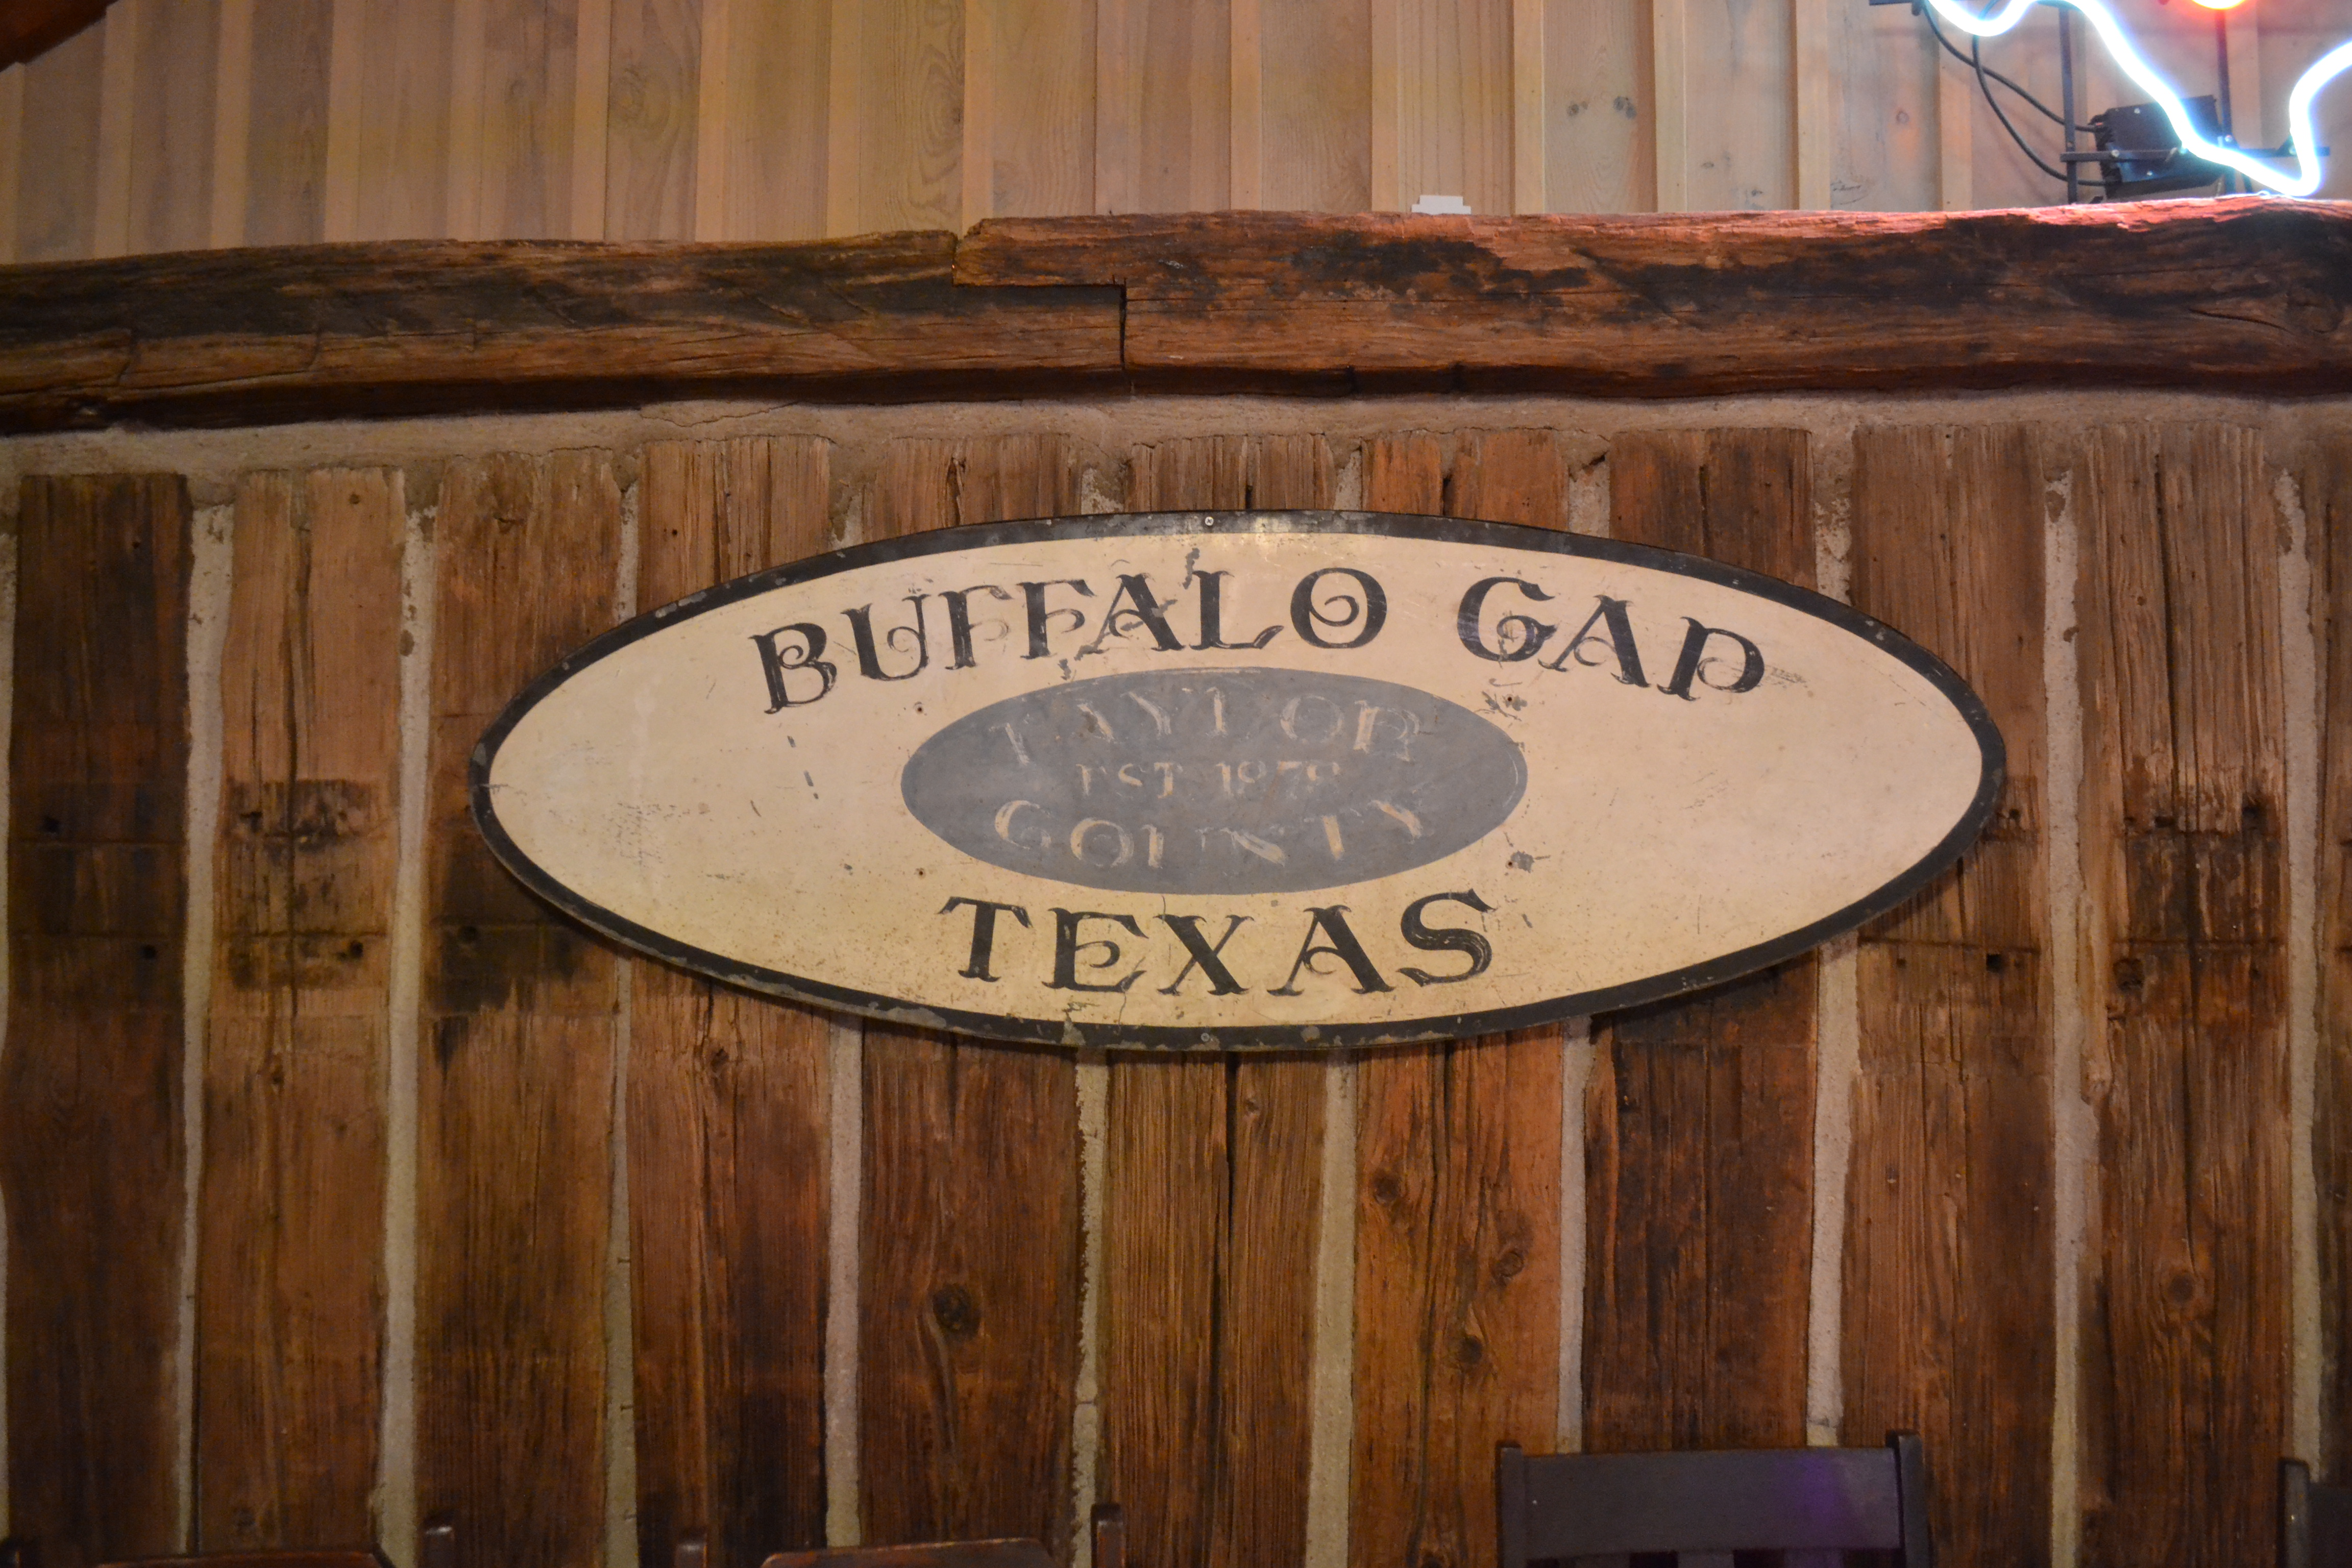 BUFFALO GAP
TAYLOR
EST. 1878
COUNTY
TEXAS